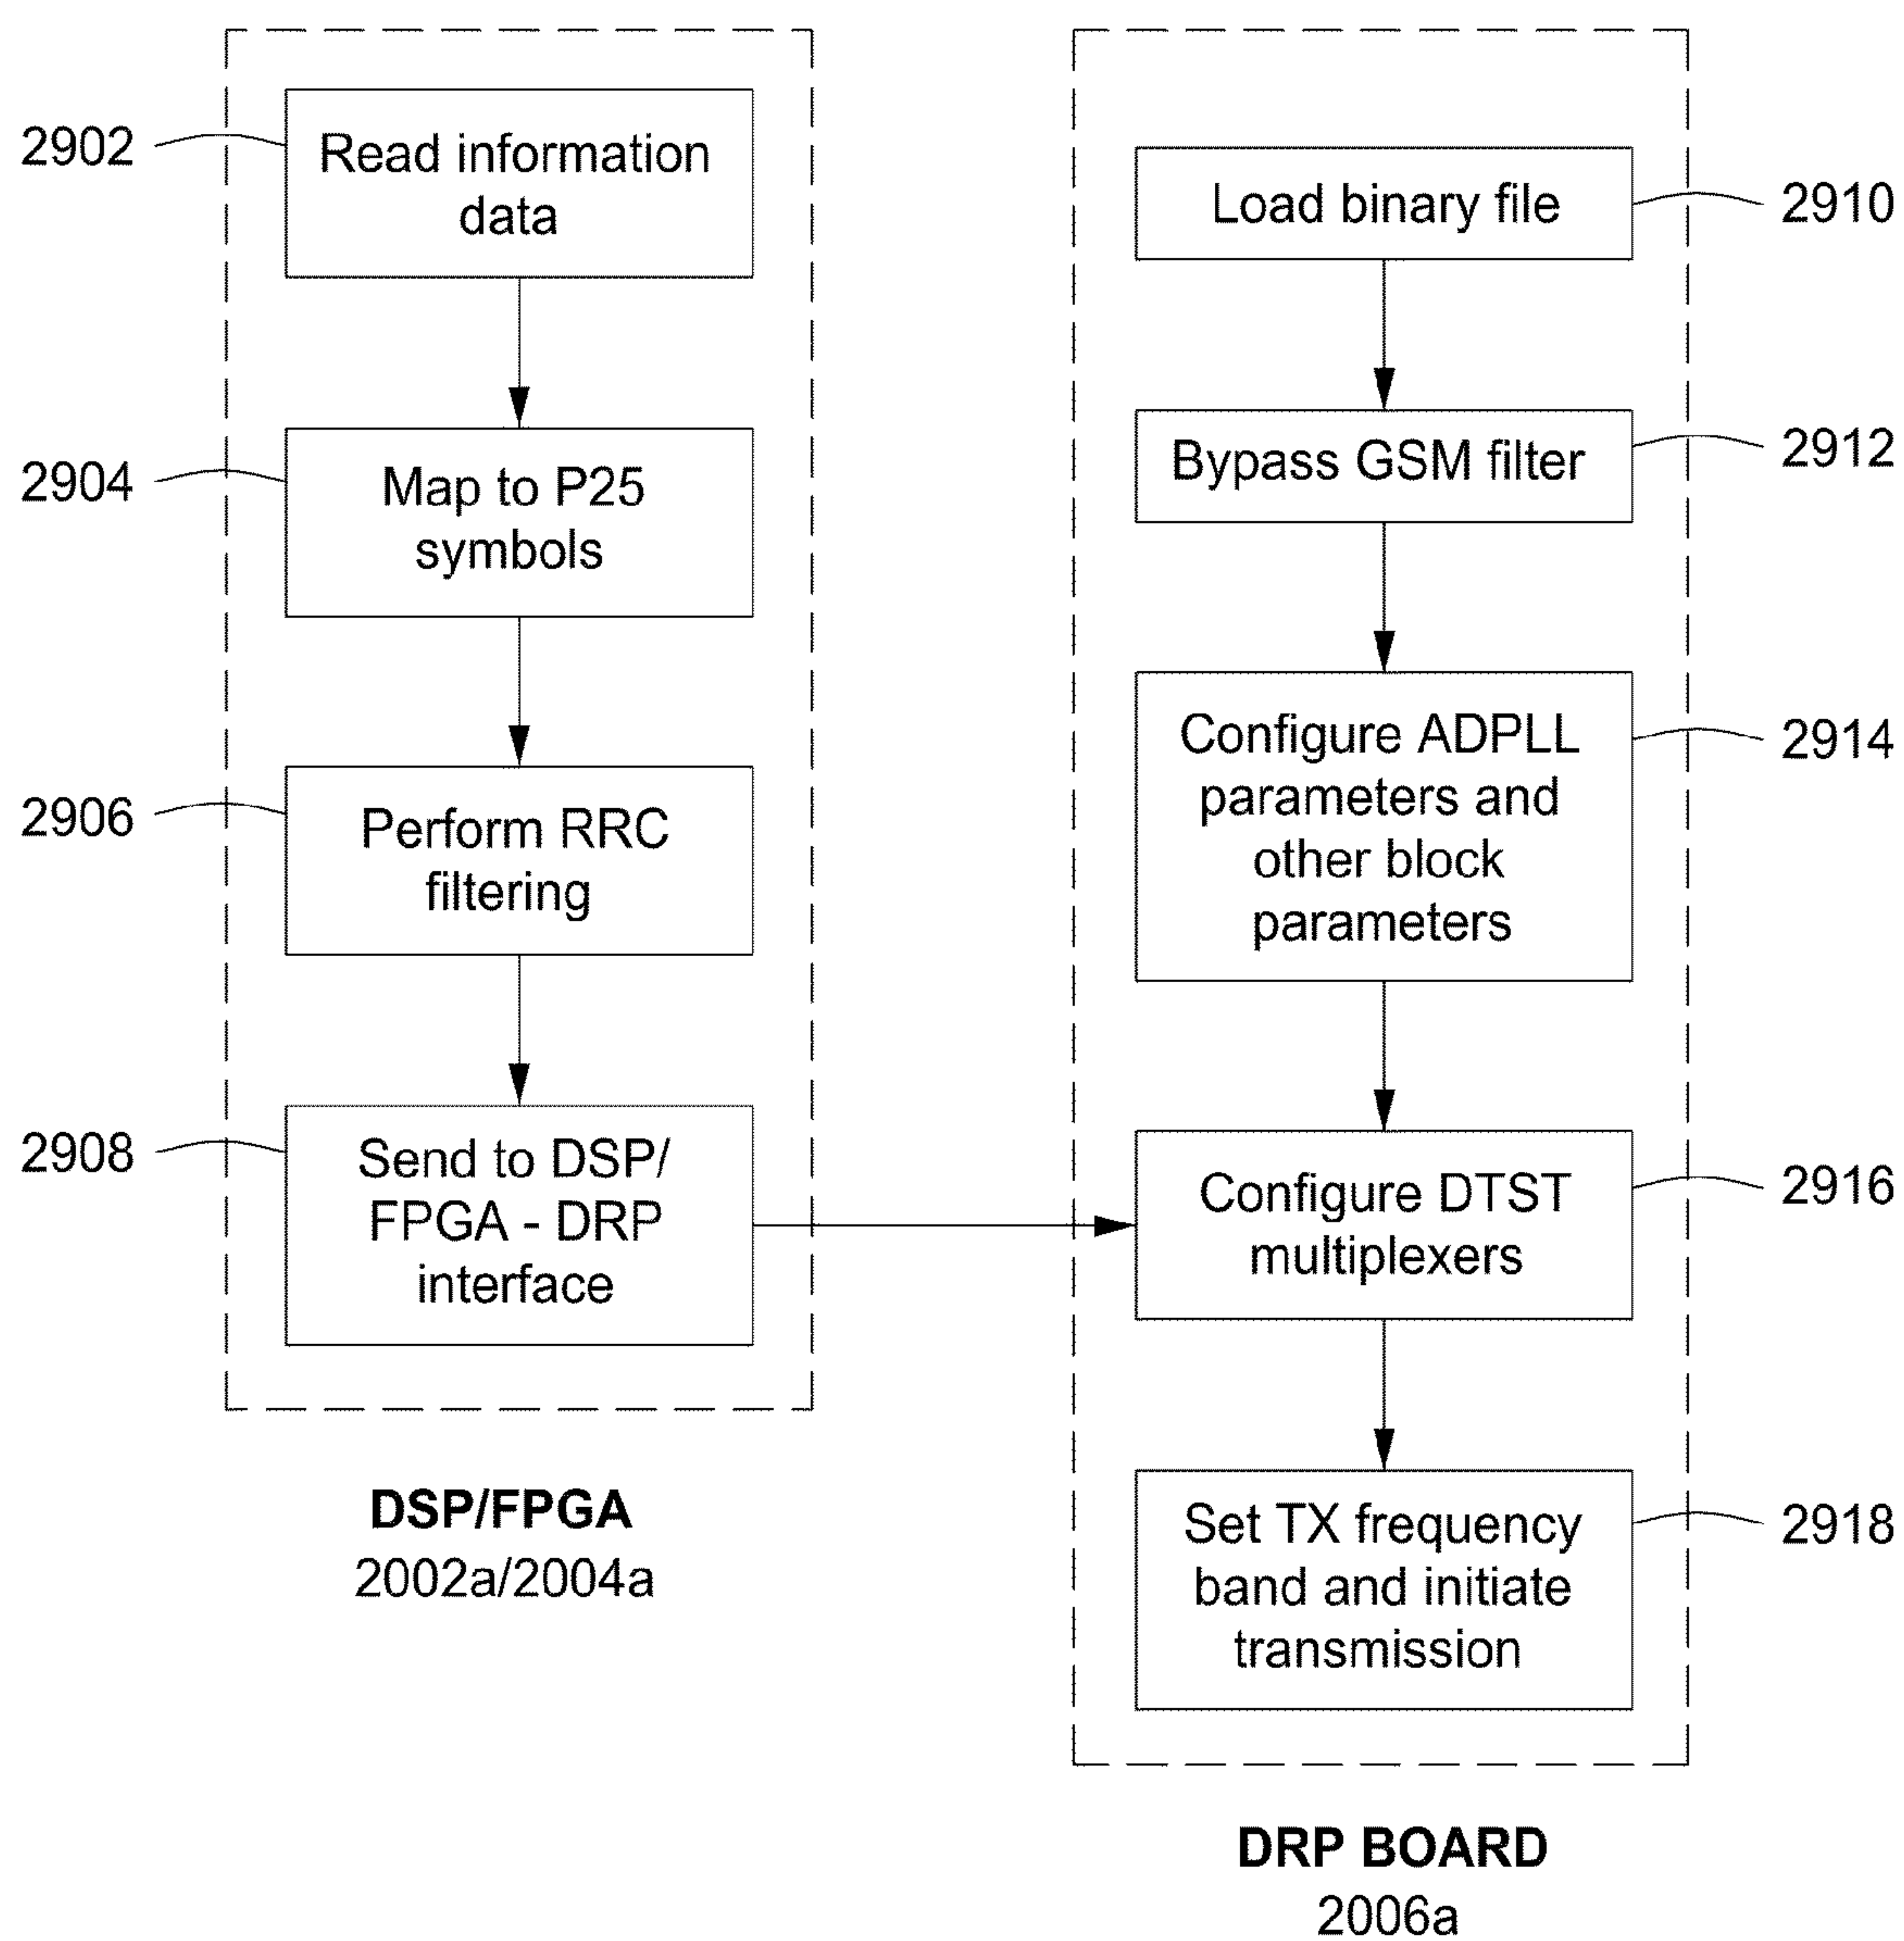 2902
Read information
data
2904
Map to P25
symbols
2906
Perform RRC
filtering
2908
Send to DSP/
FPGA - DRP
interface
DSP/FPGA
2002a/2004a
Load binary file
2910
Bypass GSM filter
2912
Configure ADPLL
parameters and
other block
parameters
2914
Configure DTST
multiplexers
2916
Set TX frequency
band and initiate
transmission
2918
DRP BOARD
2006a